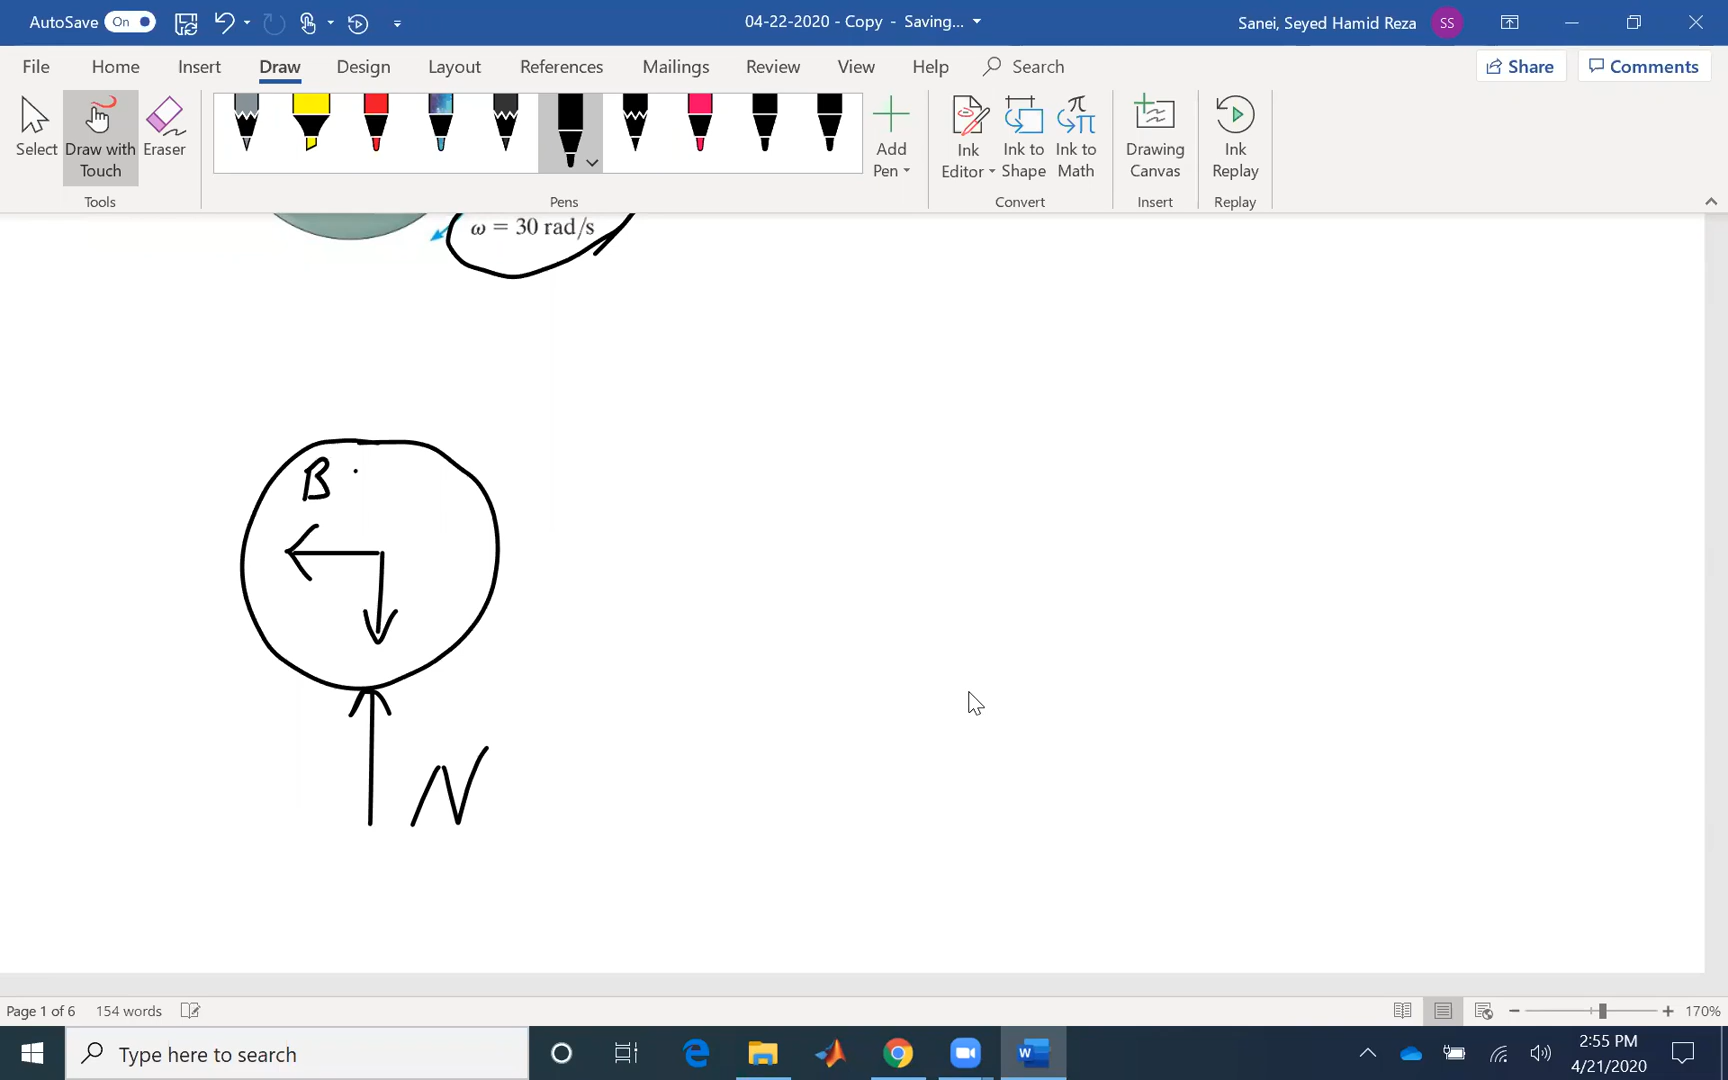 AutoSave On 04-22-2020 - Copy - Saving... Sanei, Seyed Hamid Reza SS
File Home Insert Draw Design Layout References Mailings Review View Help Search Share Comments
Select Draw with Touch Eraser Add Pen Ink Editor Ink to Shape Ink to Math Drawing Canvas Ink Replay
Tools Pens Convert Insert Replay
ω = 30 rad/s
B
N
Page 1 of 6 154 words 170%
Type here to search 2:55 PM
4/21/2020